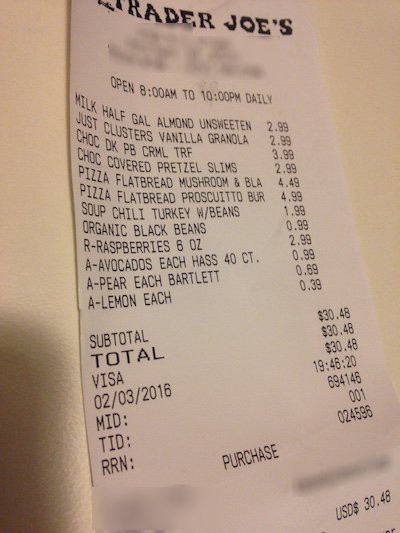 TRADER JOE'S
OPEN 8:00AM TO 10:00PM DAILY
MILK HALF GAL ALMOND UNSWEETEN 2.99
JUST CLUSTERS VANILLA GRANOLA 2.99
CHOC DK PB CRML TRF 3.99
CHOC COVERED PRETZEL SLIMS 2.99
PIZZA FLATBREAD MUSHROOM & BLA 4.49
PIZZA FLATBREAD PROSCUITTO BUR 4.99
SOUP CHILI TURKEY W/BEANS 1.99
ORGANIC BLACK BEANS 0.99
R-RASPBERRIES 6 OZ 2.99
A-AVOCADOS EACH HASS 40 CT. 0.99
A-PEAR EACH BARTLETT 0.69
A-LEMON EACH 0.39
SUBTOTAL $30.48
TOTAL $30.48
VISA $30.48
02/03/2016 19:46:20
MID: 694146
TID: 001
RRN: 024596
PURCHASE
USD$ 30.48